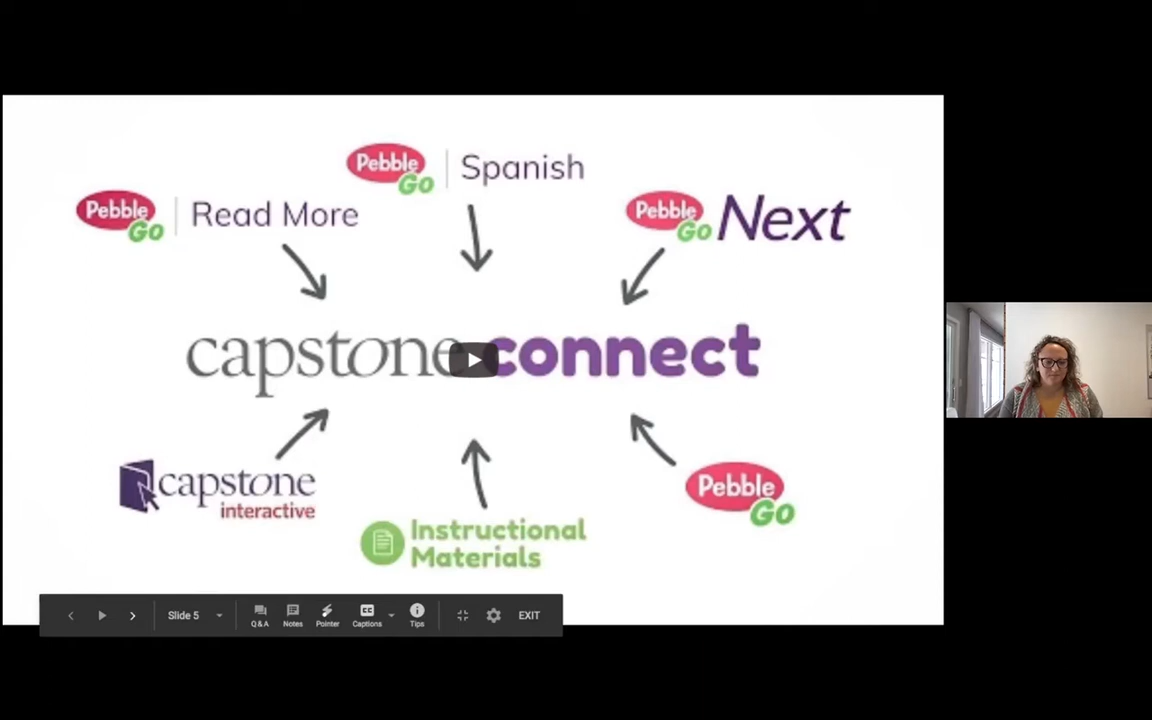 Pebble Go | Spanish
Pebble Go | Read More
Pebble Go Next
capstone connect
capstone
interactive
Pebble
Go
Instructional
Materials
Slide 5
Q&A
Notes
Pointer
CC
Captions
Tips
EXIT